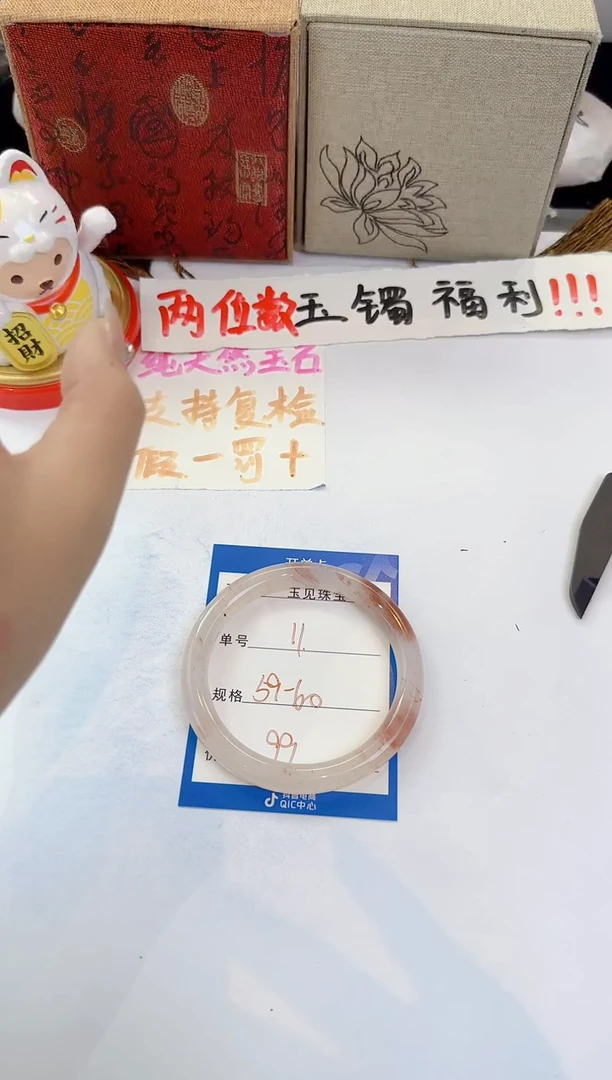 招財
两位数玉镯福利!!!
纯天然玉石
支持复检
假一罚十
玉见珠宝
单号 11.
规格 59-60
99
抖音电商
QIC中心